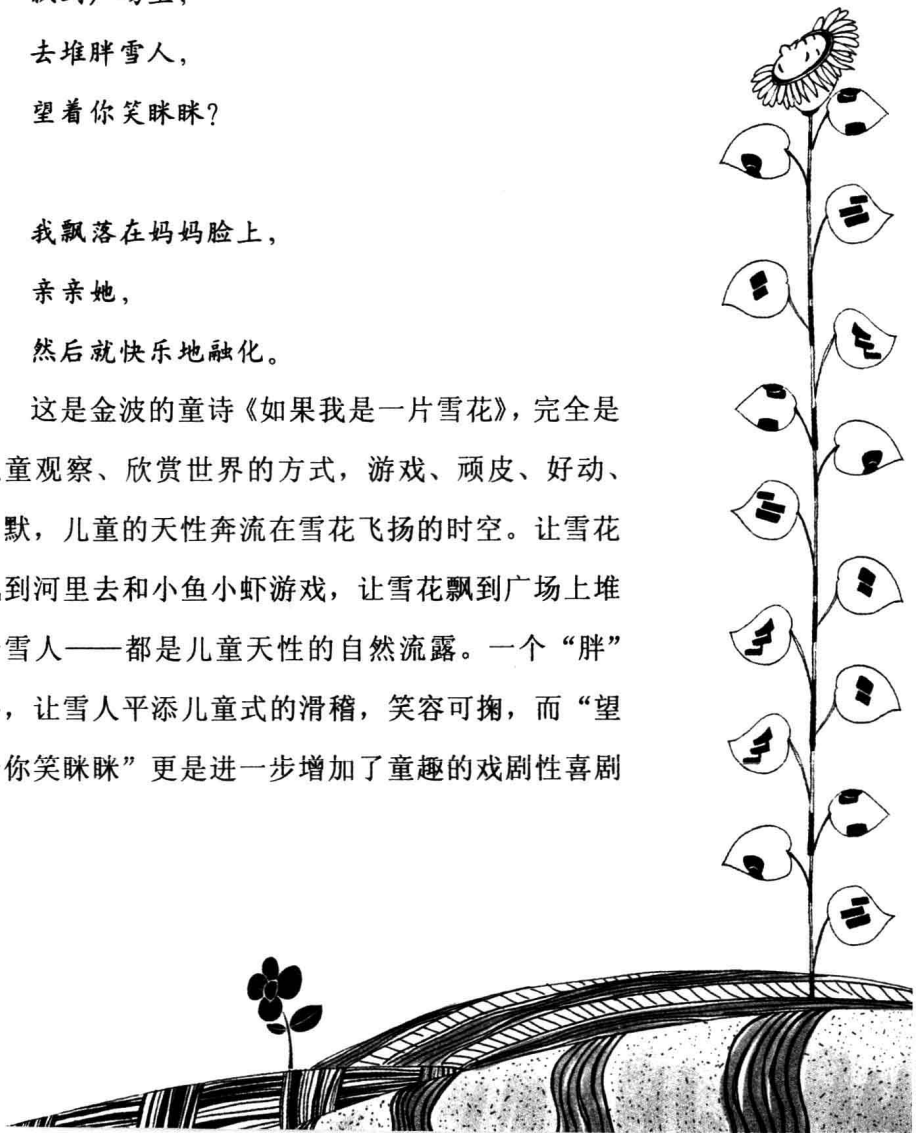 去堆胖雪人，
望着你笑眯眯？
我飘落在妈妈脸上，
亲亲她，
然后就快乐地融化。
这是金波的童诗《如果我是一片雪花》，完全是
童观察、欣赏世界的方式，游戏、顽皮、好动、
默，儿童的天性奔流在雪花飞扬的时空。让雪花
到河里去和小鱼小虾游戏，让雪花飘到广场上堆
雪人——都是儿童天性的自然流露。一个“胖”
，让雪人平添儿童式的滑稽，笑容可掬，而“望
你笑眯眯”更是进一步增加了童趣的戏剧性喜剧